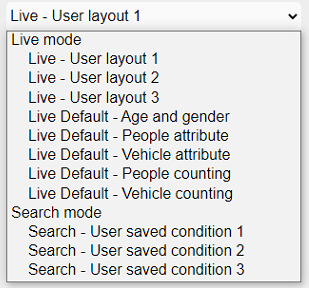 Live - User layout 1
Live mode
Live - User layout 1
Live - User layout 2
Live - User layout 3
Live Default - Age and gender
Live Default - People attribute
Live Default - Vehicle attribute
Live Default - People counting
Live Default - Vehicle counting
Search mode
Search - User saved condition 1
Search - User saved condition 2
Search - User saved condition 3